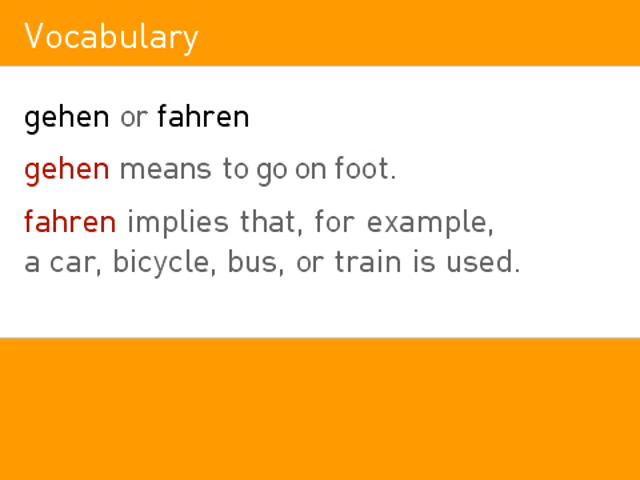 Vocabulary
gehen or fahren
gehen means to go on foot.
fahren implies that, for example,
a car, bicycle, bus, or train is used.